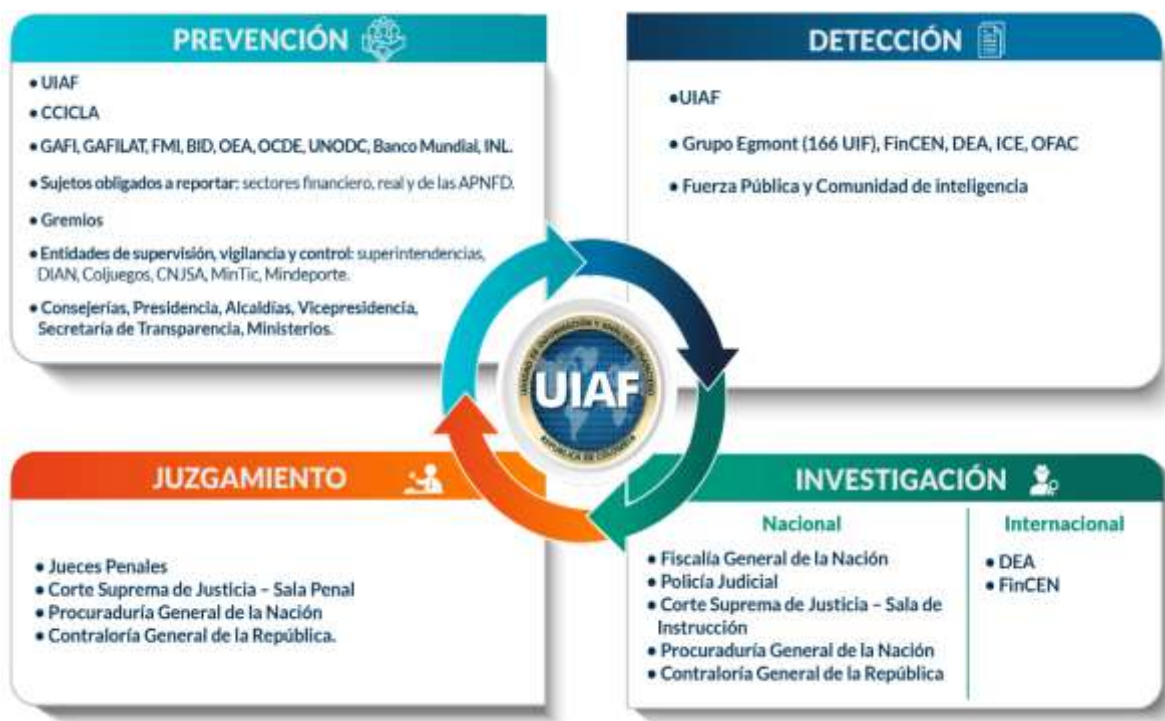 PREVENCIÓN
● UIAF
● CCICLA
● GAFI, GAFILAT, FMI, BID, OEA, OCDE, UNODC, Banco Mundial, INL.
● Sujetos obligados a reportar: sectores financiero, real y de las APNFD.
● Gremios
● Entidades de supervisión, vigilancia y control: superintendencias,
DIAN, Coljuegos, CNJSA, MinTic, Mindeporte.
● Consejerías, Presidencia, Alcaldías, Vicepresidencia,
Secretaría de Transparencia, Ministerios.
DETECCIÓN
●UIAF
● Grupo Egmont (166 UIF), FinCEN, DEA, ICE, OFAC
● Fuerza Pública y Comunidad de inteligencia
UNIDAD DE INFORMACIÓN Y ANÁLISIS FINANCIERO
UIAF
REPÚBLICA DE COLOMBIA
JUZGAMIENTO
● Jueces Penales
● Corte Suprema de Justicia – Sala Penal
● Procuraduría General de la Nación
● Contraloría General de la República.
INVESTIGACIÓN
Nacional
● Fiscalía General de la Nación
● Policía Judicial
● Corte Suprema de Justicia – Sala de
Instrucción
● Procuraduría General de la Nación
● Contraloría General de la República
Internacional
● DEA
● FinCEN